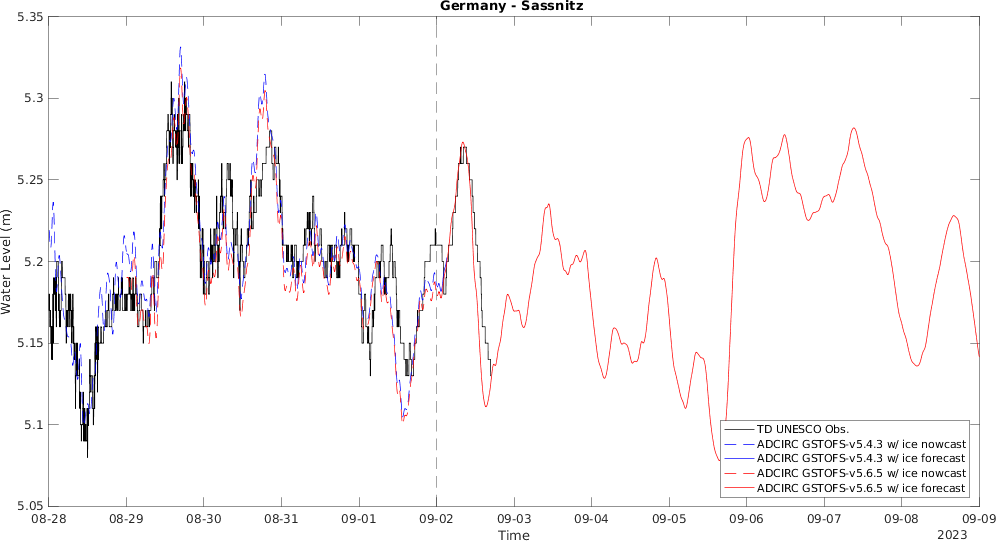 Germany - Sassnitz
5.35
5.3
5.25
5.2
5.15
5.1
5.05
Water Level (m)
TD UNESCO Obs.
ADCIRC GSTOFS-v5.4.3 w/ ice nowcast
ADCIRC GSTOFS-v5.4.3 w/ ice forecast
ADCIRC GSTOFS-v5.6.5 w/ ice nowcast
ADCIRC GSTOFS-v5.6.5 w/ ice forecast
08-28 08-29 08-30 08-31 09-01 09-02 09-03 09-04 09-05 09-06 09-07 09-08 09-09
Time
2023